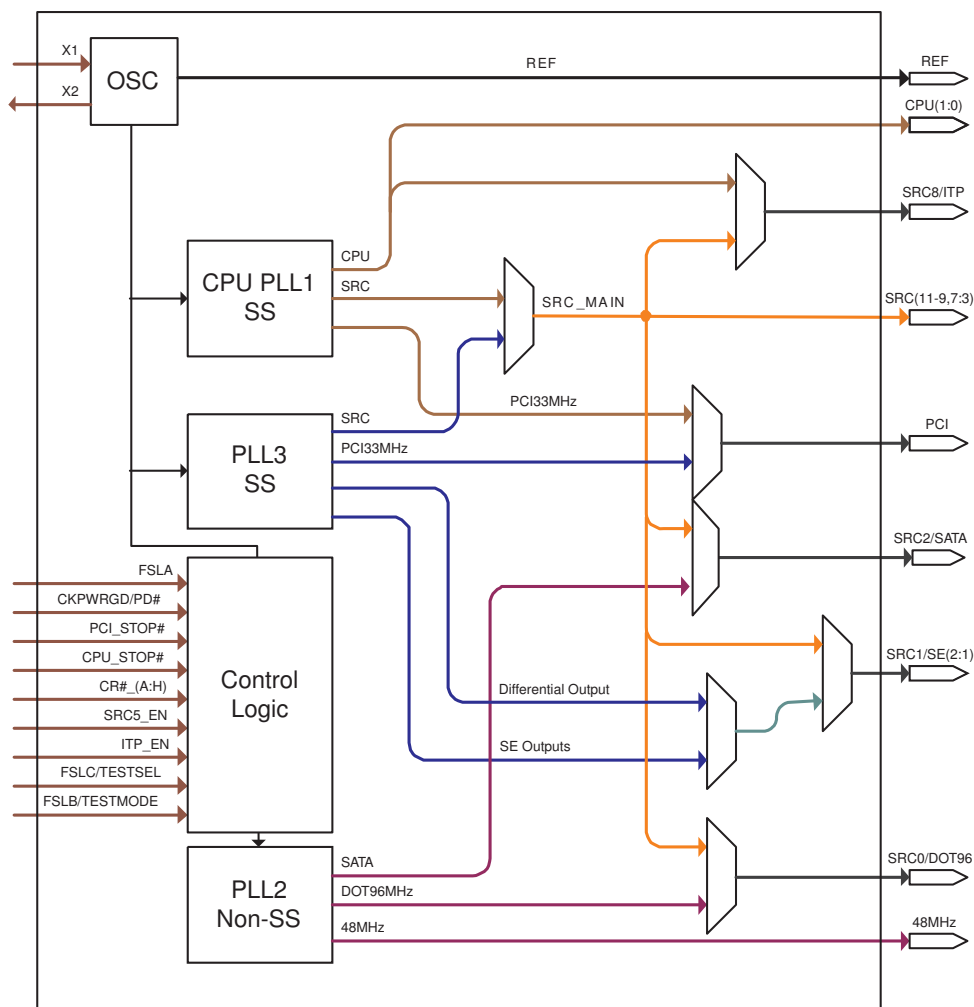 X1
X2
OSC
REF
REF
CPU(1:0)
SRC8/ITP
CPU PLL1
SS
CPU
SRC
SRC_MAIN
SRC(11-9,7:3)
PCI33MHz
PLL3
SS
SRC
PCI33MHz
PCI
SRC2/SATA
FSLA
CKPWRGD/PD#
PCI_STOP#
CPU_STOP#
CR#_(A:H)
SRC5_EN
ITP_EN
FSLC/TESTSEL
FSLB/TESTMODE
Control
Logic
Differential Output
SE Outputs
SRC1/SE(2:1)
PLL2
Non-SS
SATA
DOT96MHz
48MHz
SRC0/DOT96
48MHz